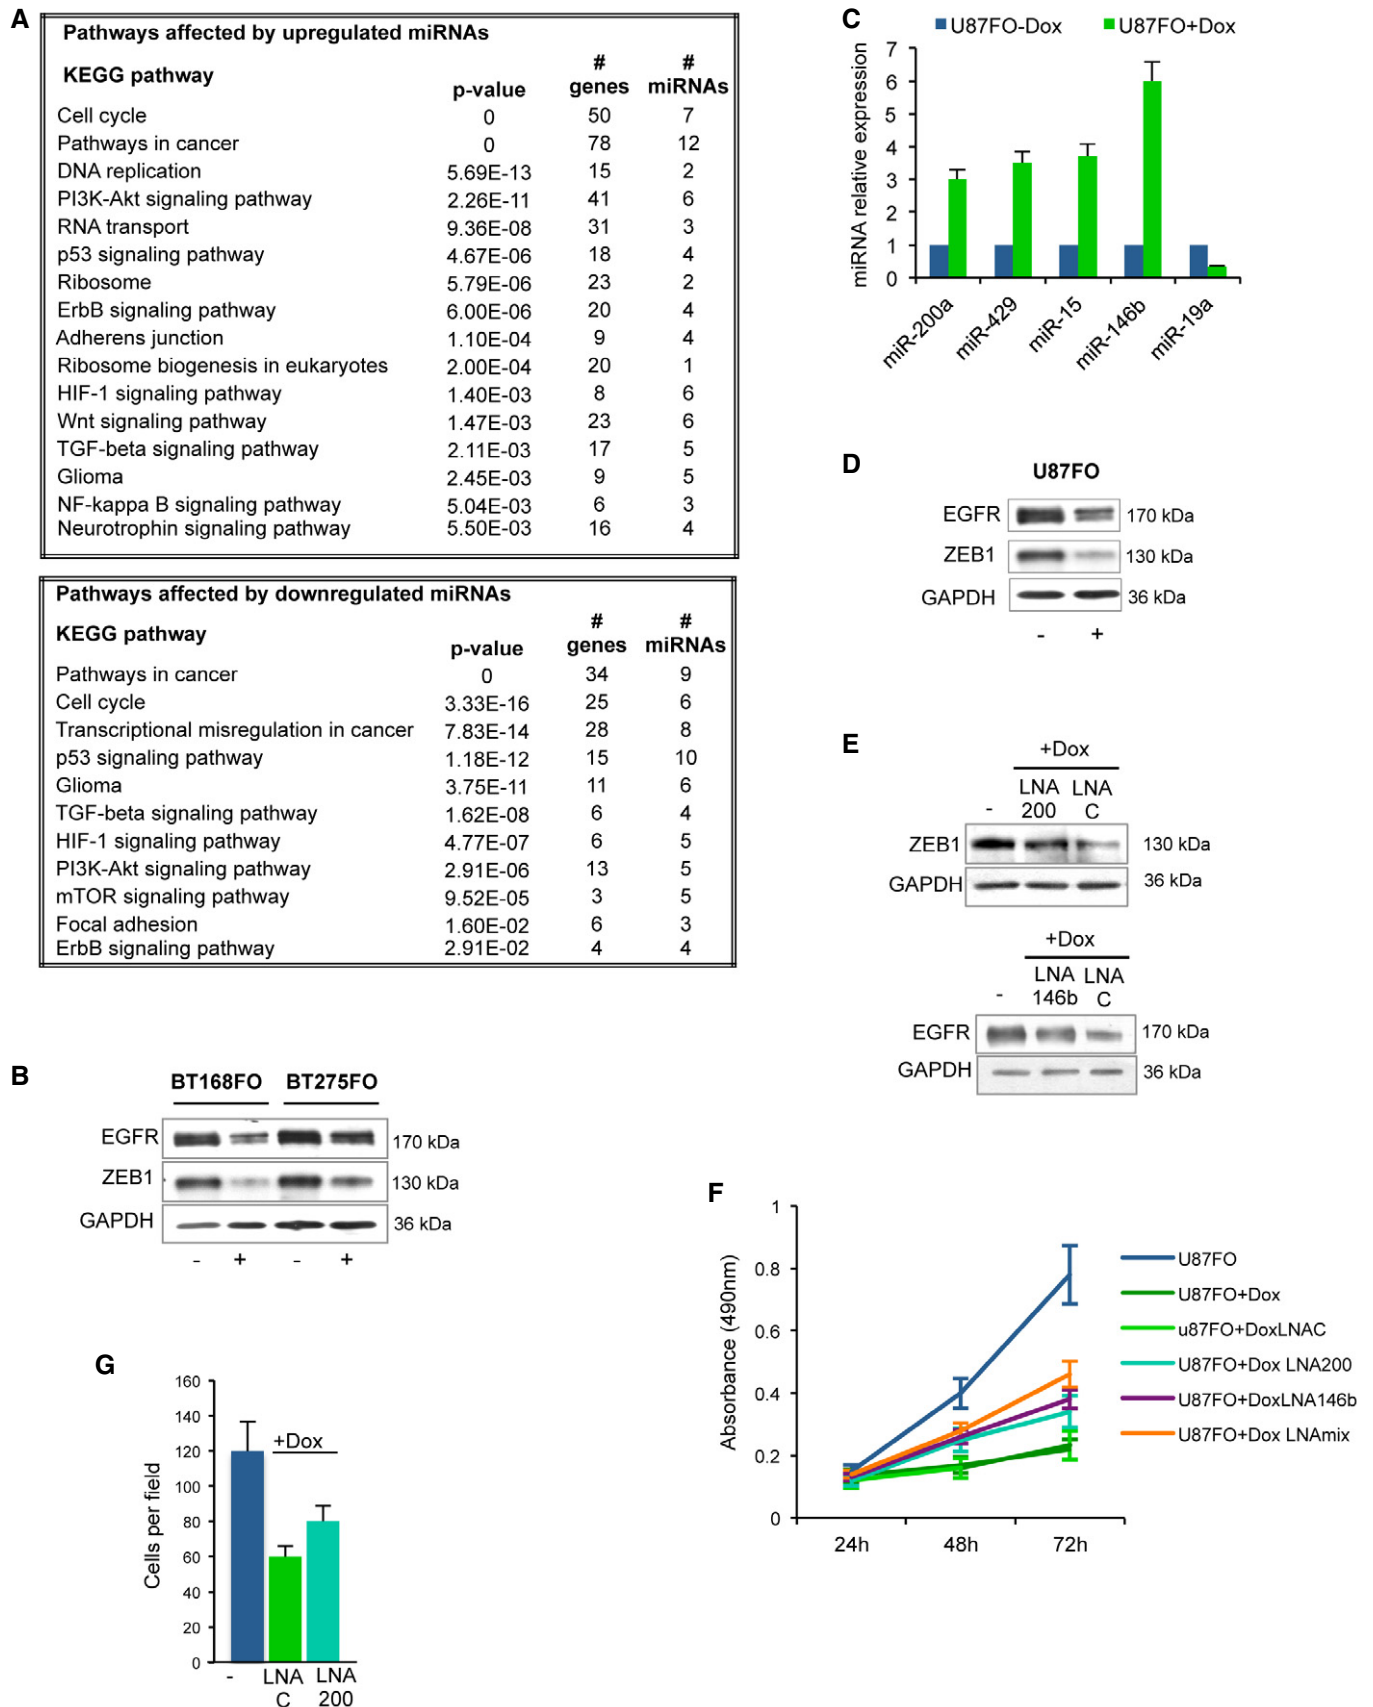 A
Pathways affected by upregulated miRNAs
KEGG pathway p-value # genes # miRNAs
Cell cycle 0 50 7
Pathways in cancer 0 78 12
DNA replication 5.69E-13 15 2
PI3K-Akt signaling pathway 2.26E-11 41 6
RNA transport 9.36E-08 31 3
p53 signaling pathway 4.67E-06 18 4
Ribosome 5.79E-06 23 2
ErbB signaling pathway 6.00E-06 20 4
Adherens junction 1.10E-04 9 4
Ribosome biogenesis in eukaryotes 2.00E-04 20 1
HIF-1 signaling pathway 1.40E-03 8 6
Wnt signaling pathway 1.47E-03 23 6
TGF-beta signaling pathway 2.11E-03 17 5
Glioma 2.45E-03 9 5
NF-kappa B signaling pathway 5.04E-03 6 3
Neurotrophin signaling pathway 5.50E-03 16 4
Pathways affected by downregulated miRNAs
KEGG pathway p-value # genes # miRNAs
Pathways in cancer 0 34 9
Cell cycle 3.33E-16 25 6
Transcriptional misregulation in cancer 7.83E-14 28 8
p53 signaling pathway 1.18E-12 15 10
Glioma 3.75E-11 11 6
TGF-beta signaling pathway 1.62E-08 6 4
HIF-1 signaling pathway 4.77E-07 6 5
PI3K-Akt signaling pathway 2.91E-06 13 5
mTOR signaling pathway 9.52E-05 3 5
Focal adhesion 1.60E-02 6 3
ErbB signaling pathway 2.91E-02 4 4
B
BT168FO BT275FO
EGFR 170 kDa
ZEB1 130 kDa
GAPDH 36 kDa
- + - +
C
U87FO-Dox U87FO+Dox
miRNA relative expression
7
6
5
4
3
2
1
0
miR-200a miR-429 miR-15 miR-146b miR-19a
D
U87FO
EGFR 170 kDa
ZEB1 130 kDa
GAPDH 36 kDa
- +
E
+Dox
- LNA 200 LNA C
ZEB1 130 kDa
GAPDH 36 kDa
+Dox
- LNA 146b LNA C
EGFR 170 kDa
GAPDH 36 kDa
F
Absorbance (490nm)
1
0.8
0.6
0.4
0.2
0
24h 48h 72h
U87FO
U87FO+Dox
u87FO+DoxLNAC
U87FO+Dox LNA200
U87FO+DoxLNA146b
U87FO+Dox LNAmix
G
Cells per field
160
140
120
100
80
60
40
20
0
+Dox
- LNA C LNA 200